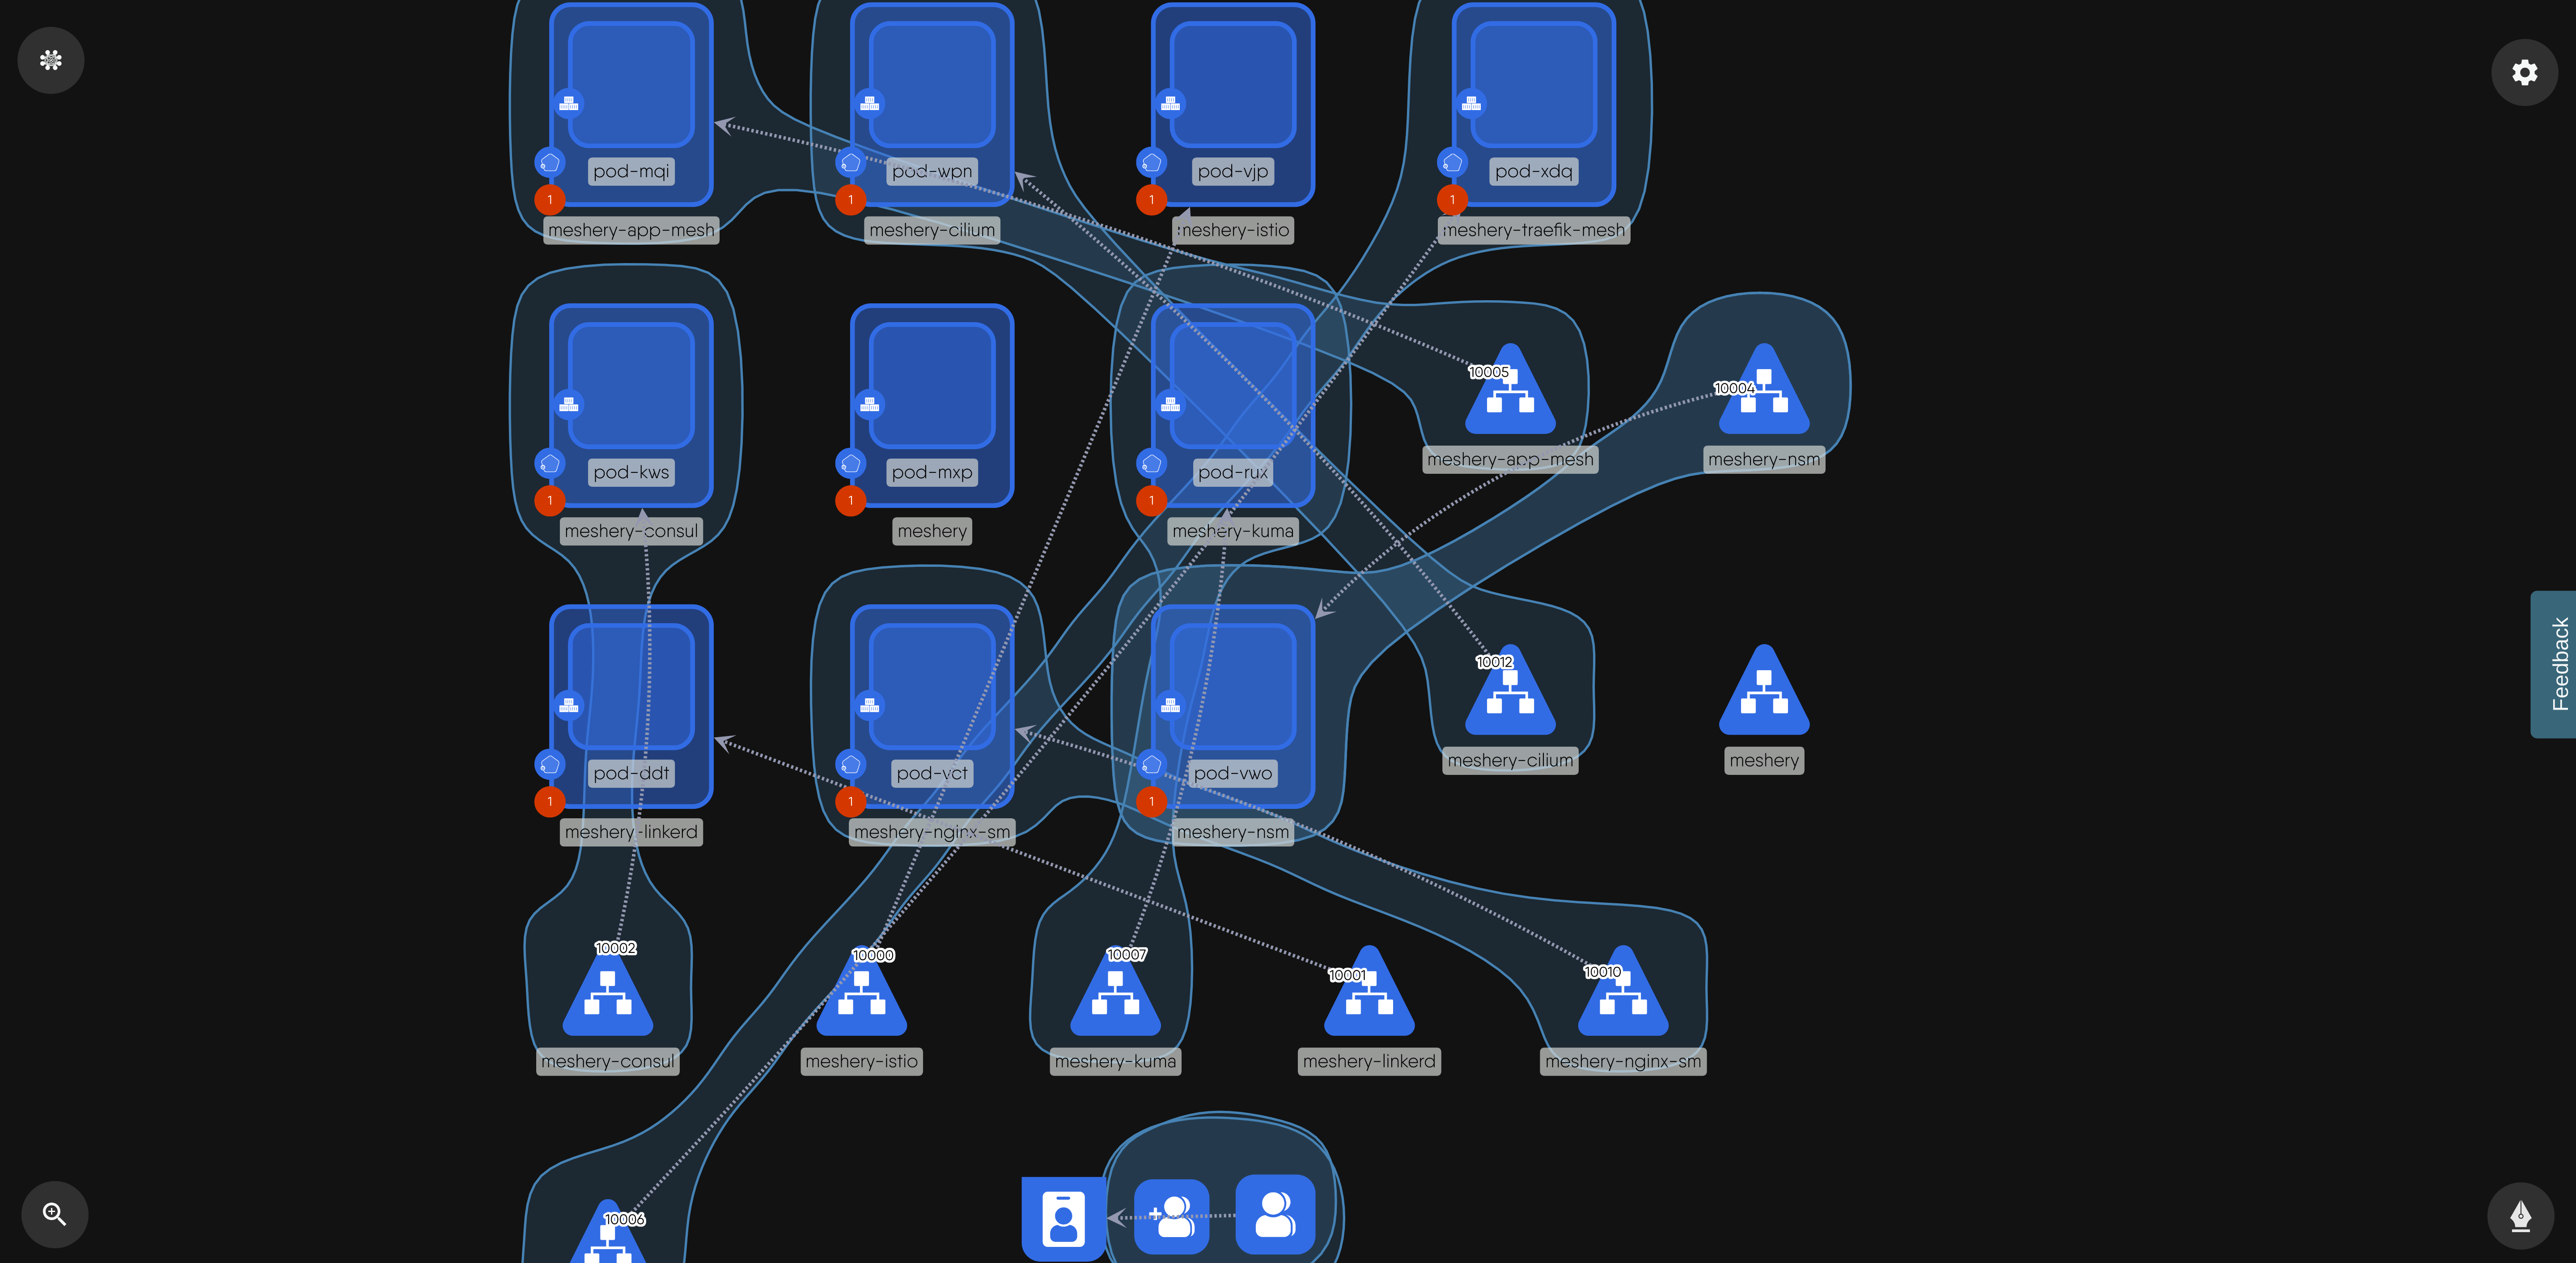 pod-mqi
pod-wpn
pod-vjp
pod-xdq
1
1
1
1
meshery-app-mesh
meshery-cilium
meshery-istio
meshery-traefik-mesh
10005
10004
pod-kws
pod-mxp
meshery-app-mesh
meshery-nsm
1
1
1
meshery-consul
meshery
meshery-kuma
Feedback
10012
pod-ddt
pod-vct
pod-vwo
meshery-cilium
meshery
1
1
1
meshery-linkerd
meshery-nginx-sm
meshery-nsm
10002
10000
10007
10001
10010
meshery-consul
meshery-istio
meshery-kuma
meshery-linkerd
meshery-nginx-sm
10006